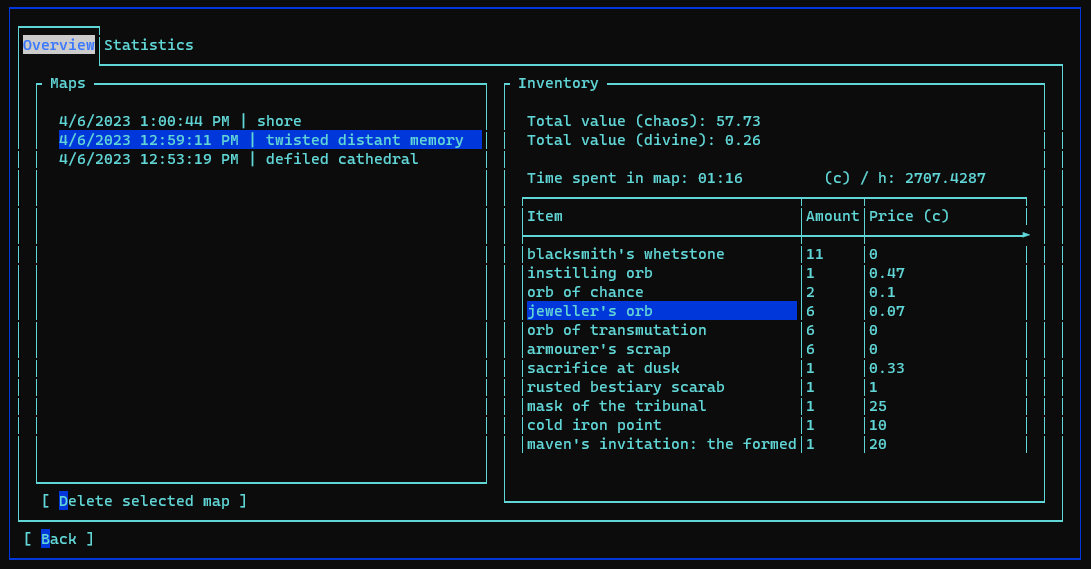 Overview Statistics
Maps
4/6/2023 1:00:44 PM | shore
4/6/2023 12:59:11 PM | twisted distant memory
4/6/2023 12:53:19 PM | defiled cathedral
[ Delete selected map ]
Inventory
Total value (chaos): 57.73
Total value (divine): 0.26
Time spent in map: 01:16 (c) / h: 2707.4287
Item Amount Price (c)
blacksmith's whetstone 11 0
instilling orb 1 0.47
orb of chance 2 0.1
jeweller's orb 6 0.07
orb of transmutation 6 0
armourer's scrap 6 0
sacrifice at dusk 1 0.33
rusted bestiary scarab 1 1
mask of the tribunal 1 25
cold iron point 1 10
maven's invitation: the formed 1 20
[ Back ]